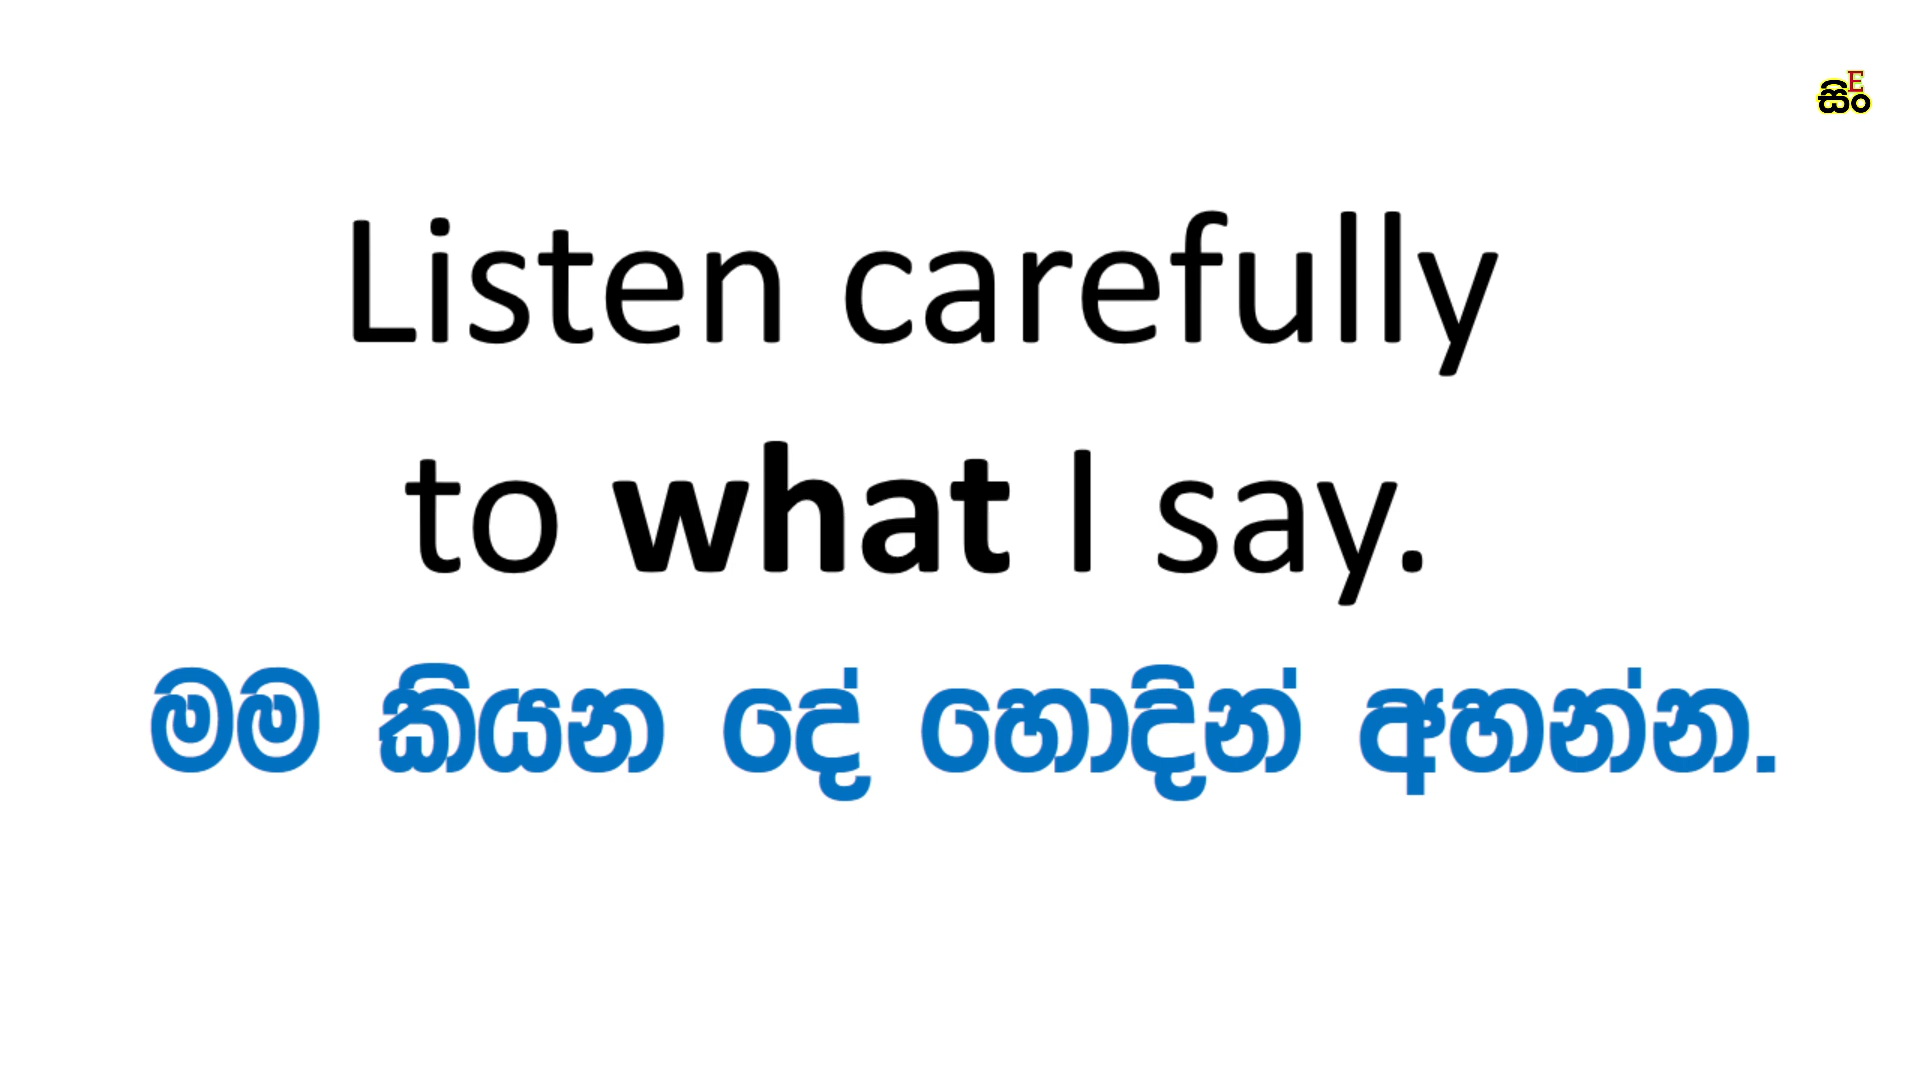 E
සිං
Listen carefully
to what I say.
මම කියන දේ හොදින් අහන්න.